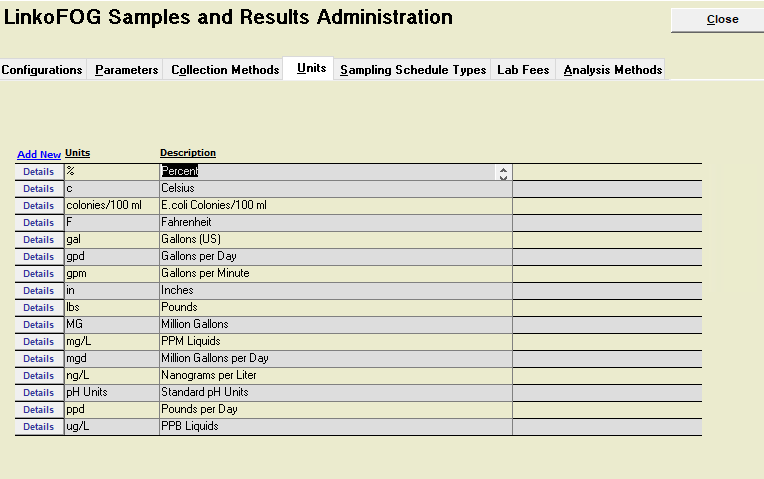 LinkoFOG Samples and Results Administration Close
Configurations Parameters Collection Methods Units Sampling Schedule Types Lab Fees Analysis Methods
Add New Units Description
Details % Percent
Details c Celsius
Details colonies/100 ml E.coli Colonies/100 ml
Details F Fahrenheit
Details gal Gallons (US)
Details gpd Gallons per Day
Details gpm Gallons per Minute
Details in Inches
Details lbs Pounds
Details MG Million Gallons
Details mg/L PPM Liquids
Details mgd Million Gallons per Day
Details ng/L Nanograms per Liter
Details pH Units Standard pH Units
Details ppd Pounds per Day
Details ug/L PPB Liquids